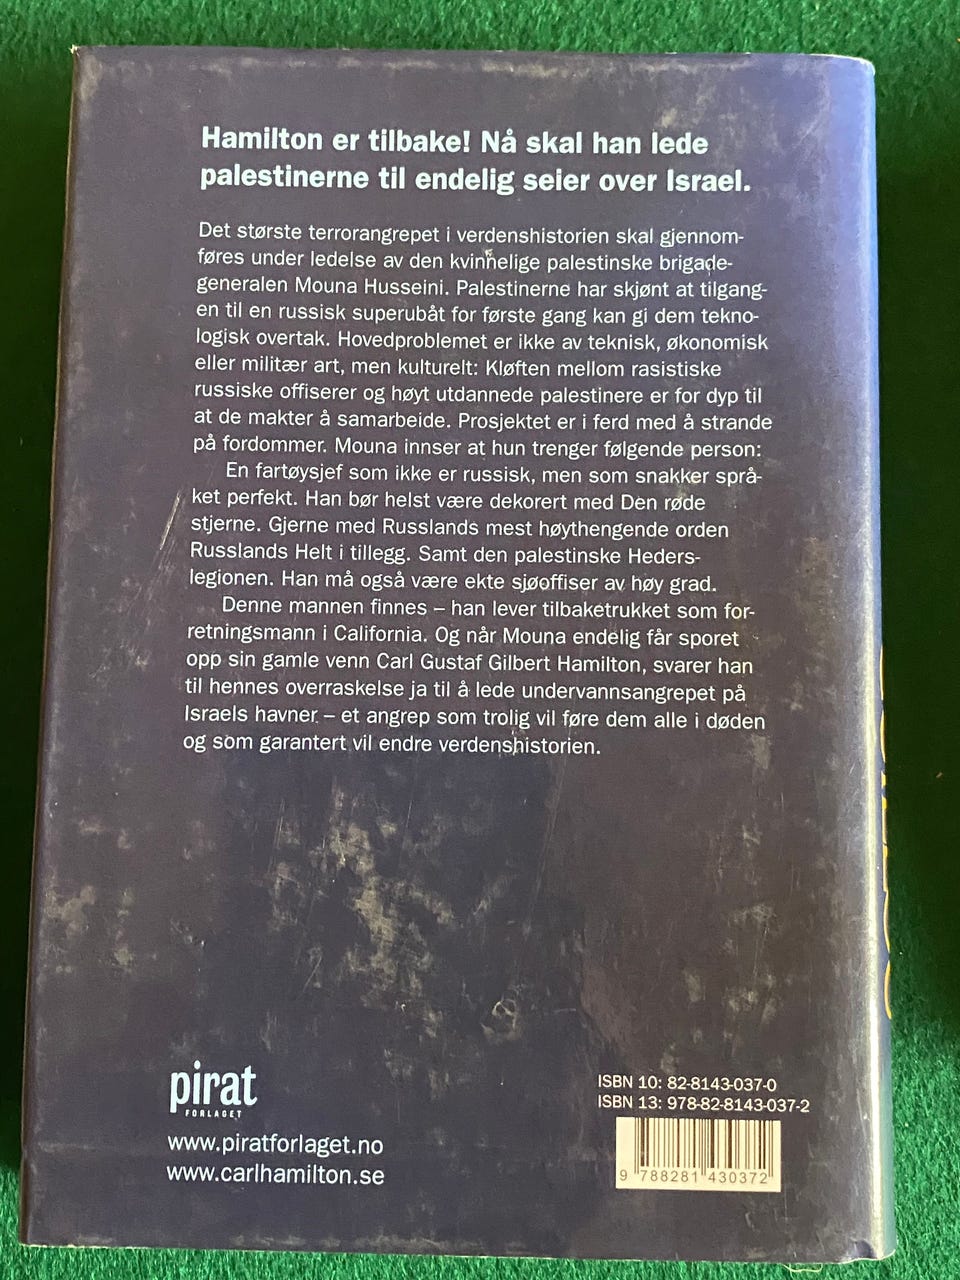 Hamilton er tilbake! Nå skal han lede
palestinerne til endelig seier over Israel.
Det største terrorangrepet i verdenshistorien skal gjennom-
føres under ledelse av den kvinnelige palestinske brigade-
generalen Mouna Husseini. Palestinerne har skjønt at tilgang-
en til en russisk superubåt for første gang kan gi dem tekno-
logisk overtak. Hovedproblemet er ikke av teknisk, økonomisk
eller militær art, men kulturelt: Kløften mellom rasistiske
russiske offiserer og høyt utdannede palestinere er for dyp til
at de makter å samarbeide. Prosjektet er i ferd med å strande
på fordommer. Mouna innser at hun trenger følgende person:
En fartøysjef som ikke er russisk, men som snakker språ-
ket perfekt. Han bør helst være dekorert med Den røde
stjerne. Gjerne med Russlands mest høythengende orden
Russlands Helt i tillegg. Samt den palestinske Heders-
legionen. Han må også være ekte sjøoffiser av høy grad.
Denne mannen finnes – han lever tilbaketrukket som for-
retningsmann i California. Og når Mouna endelig får sporet
opp sin gamle venn Carl Gustaf Gilbert Hamilton, svarer han
til hennes overraskelse ja til å lede undervannsangrepet på
Israels havner – et angrep som trolig vil føre dem alle i døden
og som garantert vil endre verdenshistorien.
pirat
FORLAGET
www.piratforlaget.no
www.carlhamilton.se
ISBN 10: 82-8143-037-0
ISBN 13: 978-82-8143-037-2
9 788281 430372